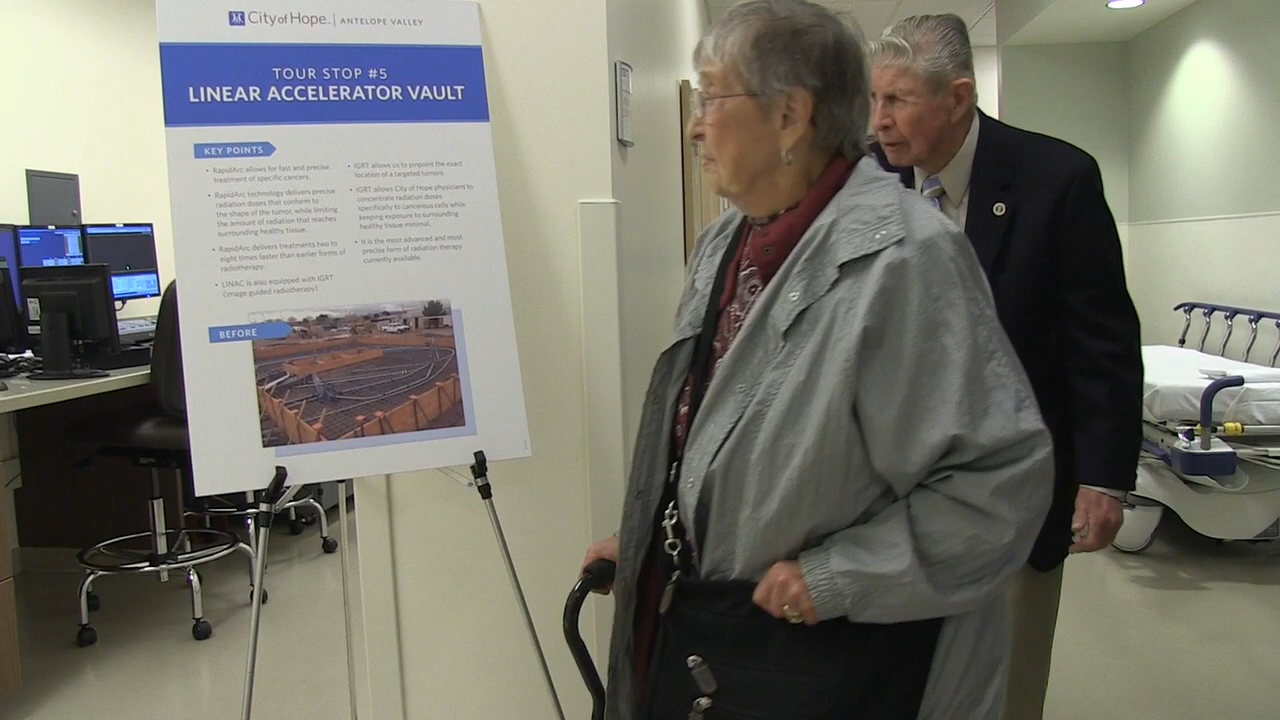 City of Hope™ | ANTELOPE VALLEY
TOUR STOP #5
LINEAR ACCELERATOR VAULT
KEY POINTS
• RapidArc allows for fast and precise
treatment of specific cancers.
• RapidArc technology delivers precise
radiation doses that conform to
the shape of the tumor, while limiting
the amount of radiation that reaches
surrounding healthy tissue.
• RapidArc delivers treatments two to
eight times faster than earlier forms of
radiotherapy.
• LINAC is also equipped with IGRT
(image guided radiotherapy).
• IGRT allows us to pinpoint the exact
location of a targeted tumors.
• IGRT allows City of Hope physicians to
concentrate radiation doses
specifically to cancerous cells while
keeping exposure to surrounding
healthy tissue minimal.
• It is the most advanced and most
precise form of radiation therapy
currently available.
BEFORE